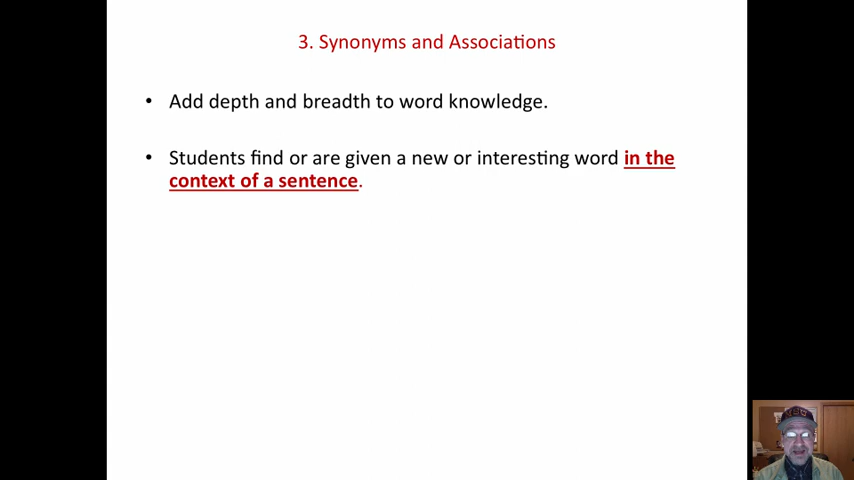 3. Synonyms and Associations
• Add depth and breadth to word knowledge.
• Students find or are given a new or interesting word in the
context of a sentence.